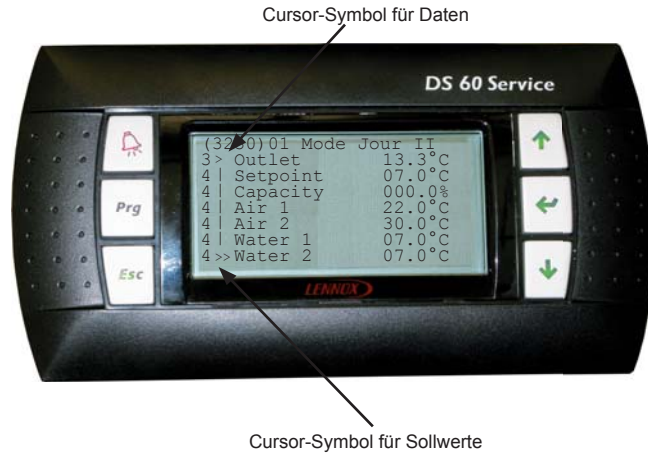 Cursor-Symbol für Daten
DS 60 Service
(3230)01 Mode Jour II
3> Outlet 13.3°C
4| Setpoint 07.0°C
4| Capacity 000.0%
4| Air 1 22.0°C
4| Air 2 30.0°C
4| Water 1 07.0°C
4>>Water 2 07.0°C
Prg
Esc
LENNOX
Cursor-Symbol für Sollwerte